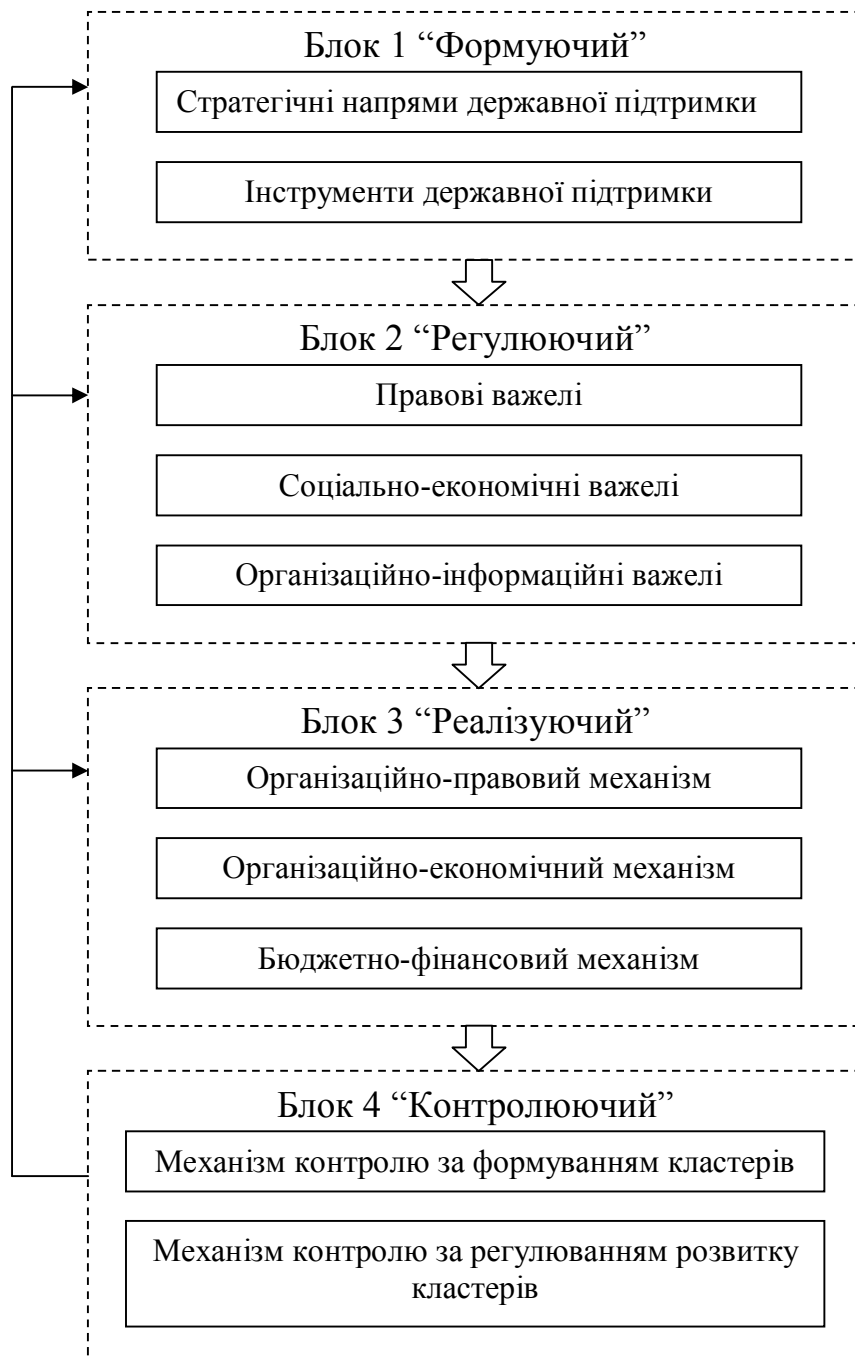 Блок 1 “Формуючий”
Стратегічні напрями державної підтримки
Інструменти державної підтримки
Блок 2 “Регулюючий”
Правові важелі
Соціально-економічні важелі
Організаційно-інформаційні важелі
Блок 3 “Реалізуючий”
Організаційно-правовий механізм
Організаційно-економічний механізм
Бюджетно-фінансовий механізм
Блок 4 “Контролюючий”
Механізм контролю за формуванням кластерів
Механізм контролю за регулюванням розвитку
кластерів